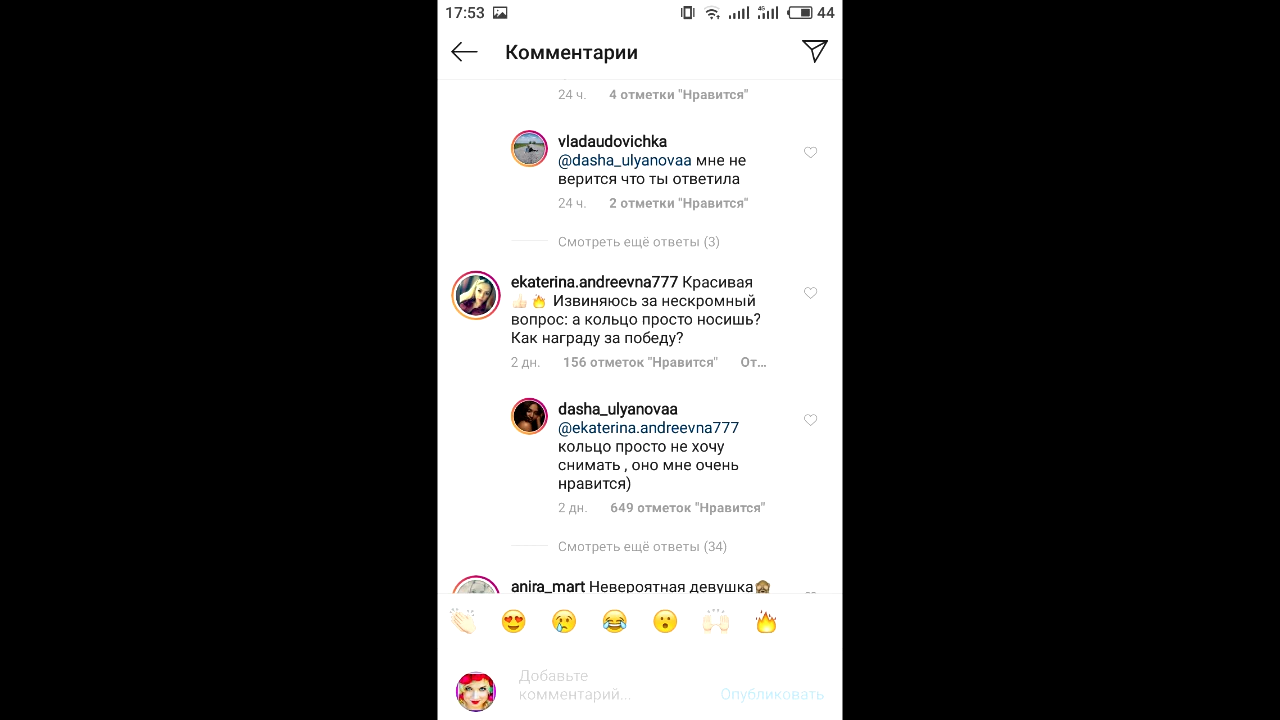 17:53 4G 44
Комментарии
24 ч. 4 отметки "Нравится"
vladaudovichka
@dasha_ulyanovaa мне не
верится что ты ответила
24 ч. 2 отметки "Нравится"
Смотреть ещё ответы (3)
ekaterina.andreevna777 Красивая
👍🏻🔥 Извиняюсь за нескромный
вопрос: а кольцо просто носишь?
Как награду за победу?
2 дн. 156 отметок "Нравится" От...
dasha_ulyanovaa
@ekaterina.andreevna777
кольцо просто не хочу
снимать , оно мне очень
нравится)
2 дн. 649 отметок "Нравится"
Смотреть ещё ответы (34)
anira_mart Невероятная девушка🙈
Добавьте
комментарий...
Опубликовать